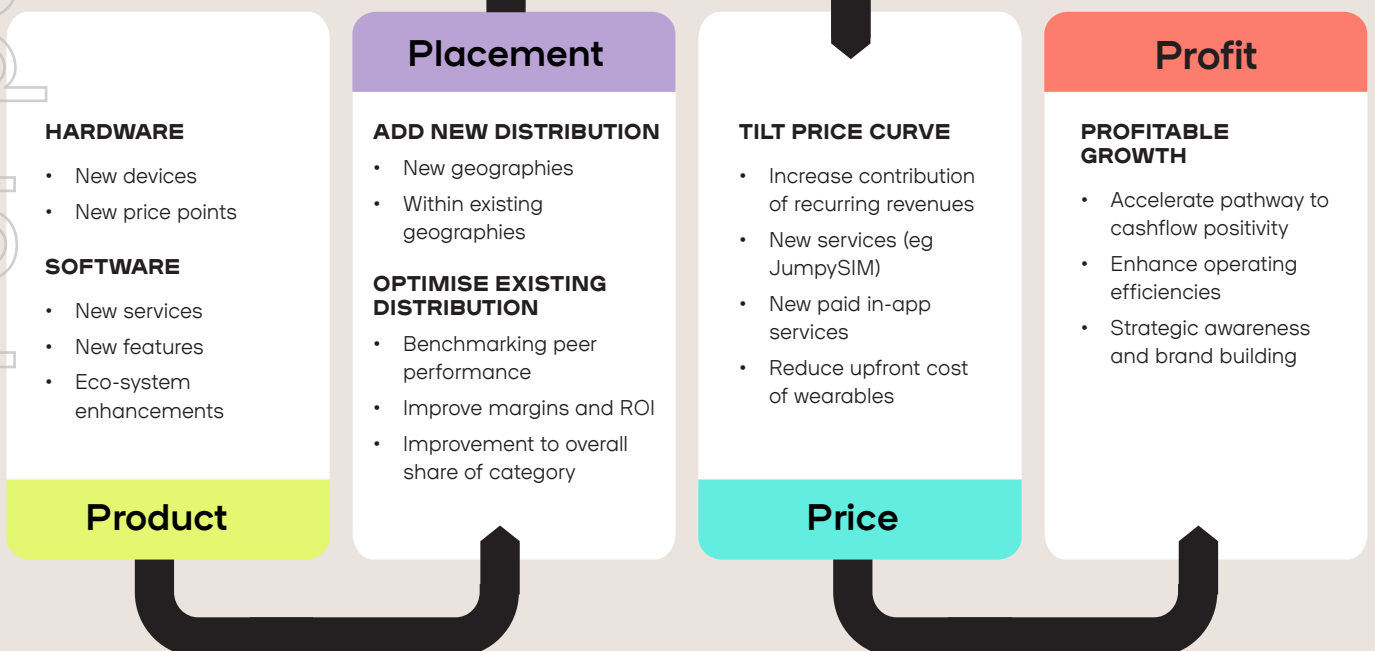 HARDWARE
• New devices
• New price points
SOFTWARE
• New services
• New features
• Eco-system
enhancements
Product
Placement
ADD NEW DISTRIBUTION
• New geographies
• Within existing
geographies
OPTIMISE EXISTING
DISTRIBUTION
• Benchmarking peer
performance
• Improve margins and ROI
• Improvement to overall
share of category
TILT PRICE CURVE
• Increase contribution
of recurring revenues
• New services (eg
JumpySIM)
• New paid in-app
services
• Reduce upfront cost
of wearables
Price
Profit
PROFITABLE
GROWTH
• Accelerate pathway to
cashflow positivity
• Enhance operating
efficiencies
• Strategic awareness
and brand building